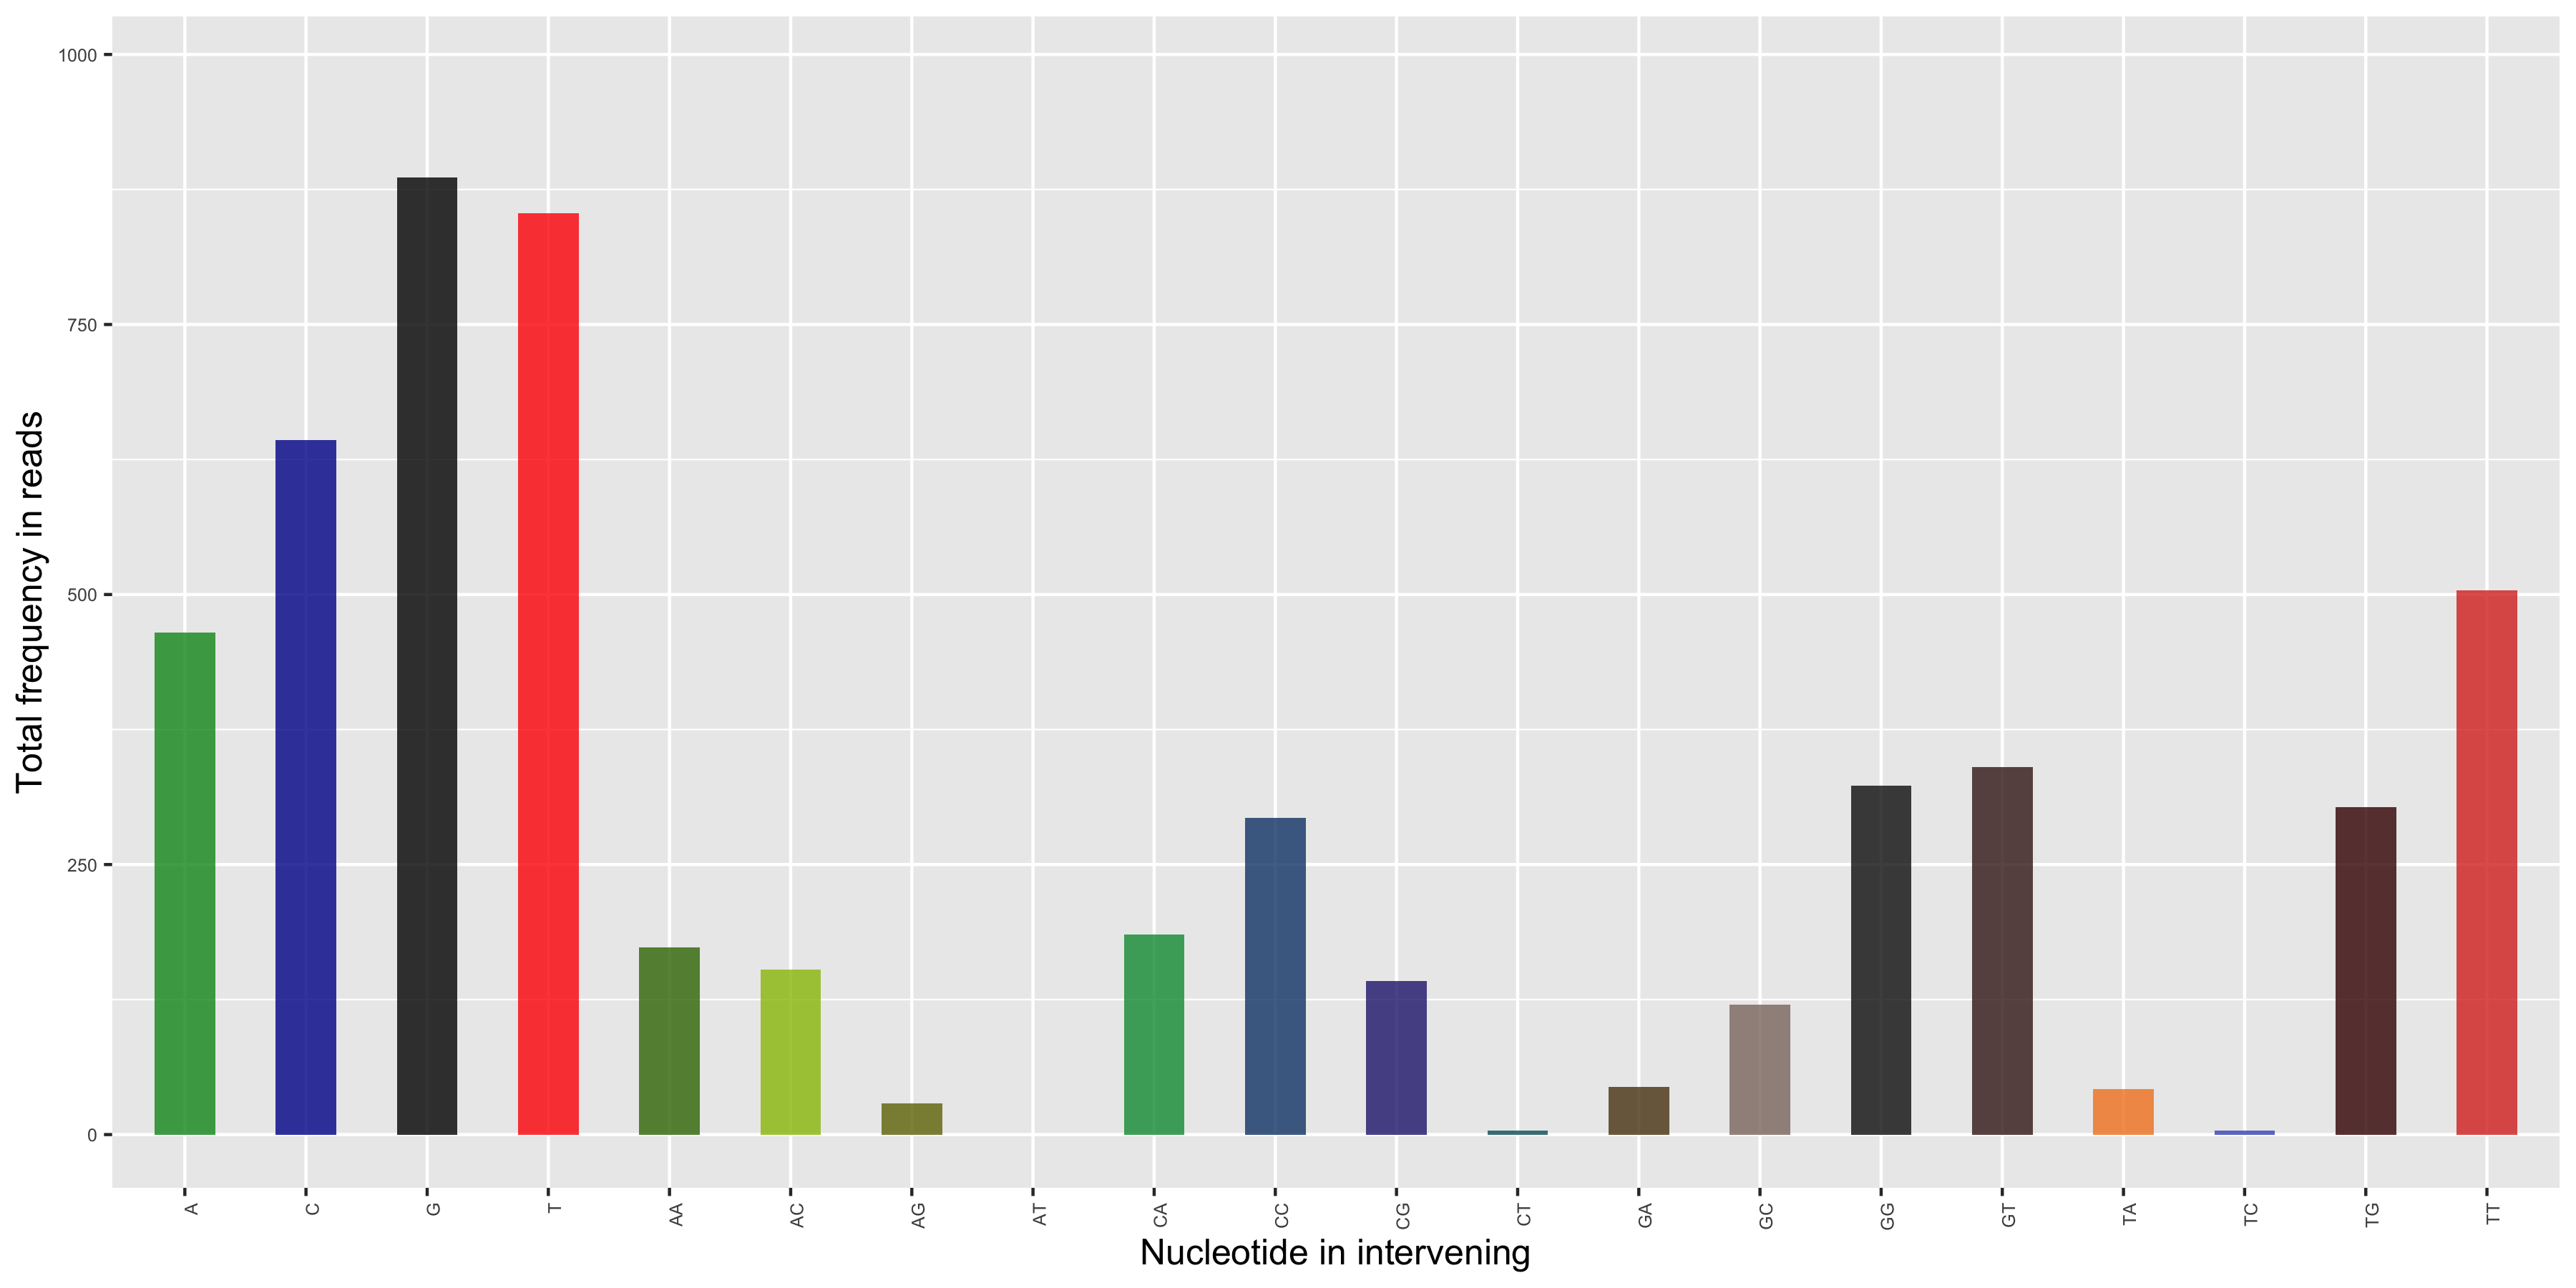 Total frequency in reads
1000
750
500
250
0
A C G T AA AC AG AT CA CC CG CT GA GC GG GT TA TC TG TT
Nucleotide in intervening